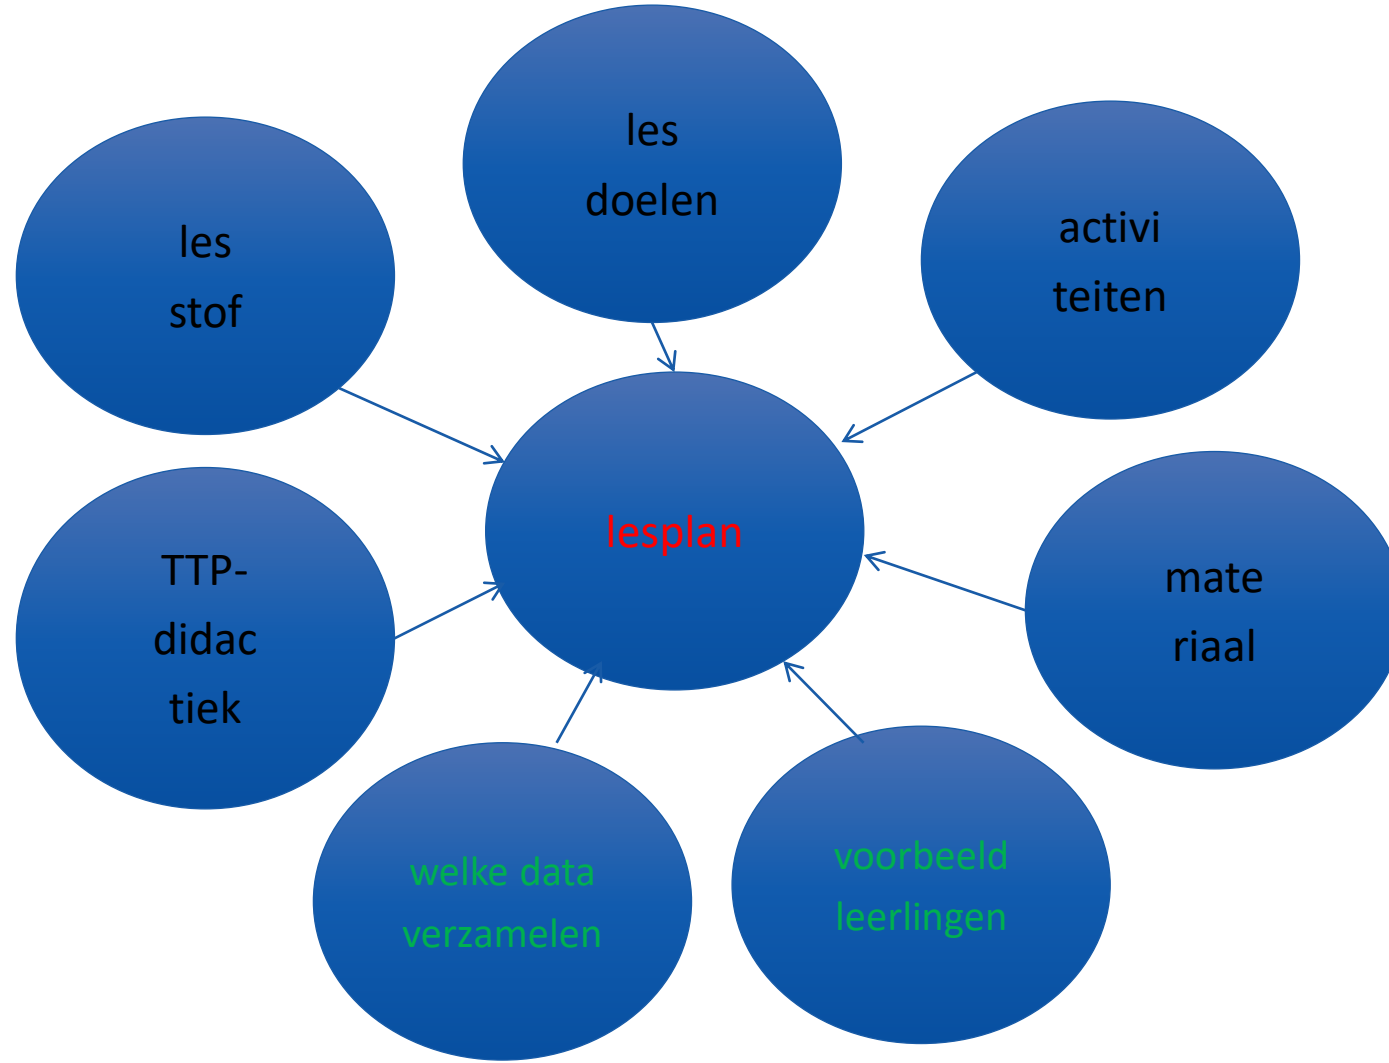 les
doelen
activi
teiten
les
stof
lesplan
TTP-
didac
tiek
mate
riaal
welke data
verzamelen
voorbeeld
leerlingen